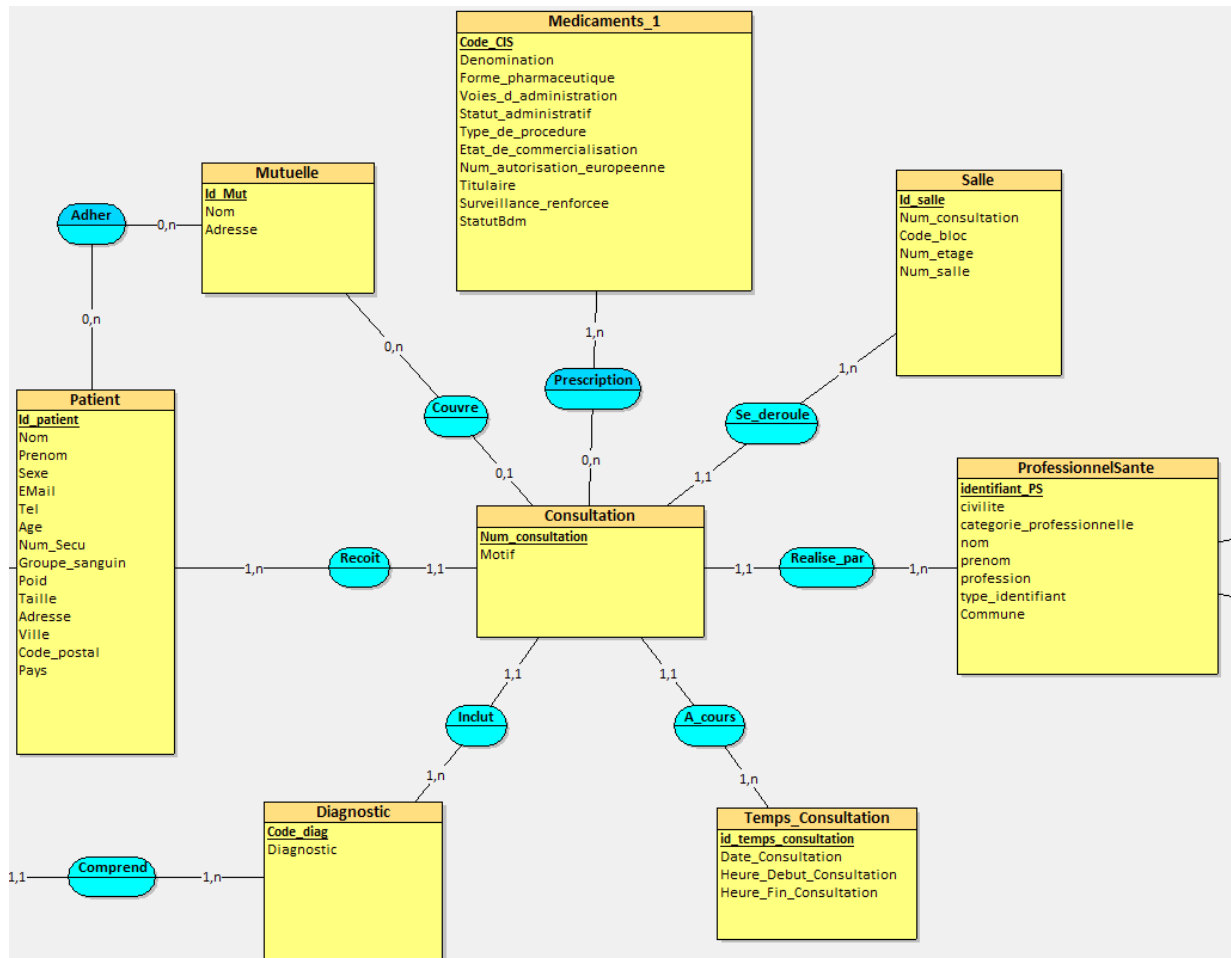 Medicaments_1
Code_CIS
Denomination
Forme_pharmaceutique
Voies_d_administration
Statut_administratif
Type_de_procedure
Etat_de_commercialisation
Num_autorisation_europeenne
Titulaire
Surveillance_renforcee
StatutBdm
Mutuelle
Id_Mut
Nom
Adresse
Salle
Id_salle
Num_consultation
Code_bloc
Num_etage
Num_salle
Adher
0,n
0,n
0,n
1,n
1,n
Prescription
Couvre
Se_deroule
Patient
Id_patient
Nom
Prenom
Sexe
EMail
Tel
Age
Num_Secu
Groupe_sanguin
Poid
Taille
Adresse
Ville
Code_postal
Pays
0,1
0,n
1,1
ProfessionnelSante
identifiant_PS
civilite
categorie_professionnelle
nom
prenom
profession
type_identifiant
Commune
Consultation
Num_consultation
Motif
1,n
Recoit
1,1
1,1
Realise_par
1,n
1,1
1,1
Inclut
A_cours
1,n
1,n
Diagnostic
Code_diag
Diagnostic
Temps_Consultation
id_temps_consultation
Date_Consultation
Heure_Debut_Consultation
Heure_Fin_Consultation
1,1
Comprend
1,n